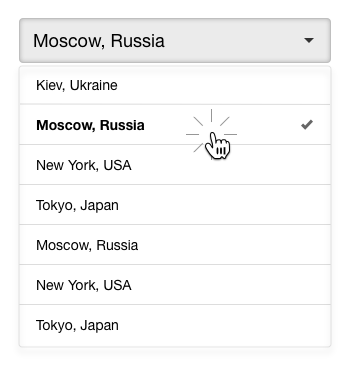 Moscow, Russia
Kiev, Ukraine
Moscow, Russia
New York, USA
Tokyo, Japan
Moscow, Russia
New York, USA
Tokyo, Japan